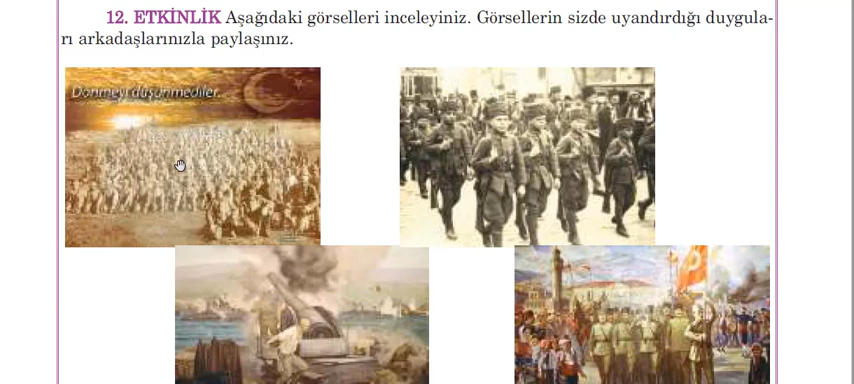 12. ETKİNLİK Aşağıdaki görselleri inceleyiniz. Görsellerin sizde uyandırdığı duygula-
rı arkadaşlarınızla paylaşınız.
Dönmeyi düşünmediler...